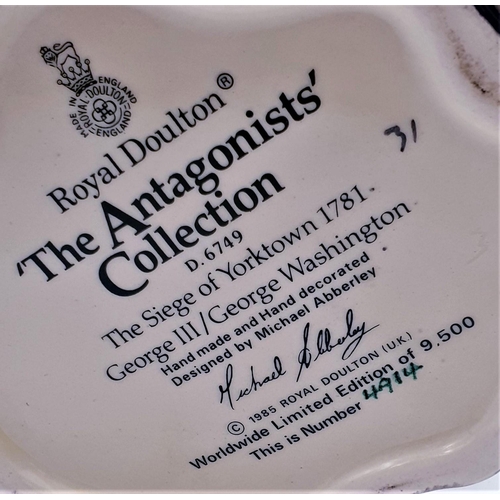 MADE IN ENGLAND
ROYAL DOULTON
ENGLAND
Royal Doulton®
'The Antagonists'
Collection
D. 6749
The Siege of Yorktown 1781.
George III/George Washington
Hand made and Hand decorated
Designed by Michael Abberley
Michael Abberley
© 1985 ROYAL DOULTON (UK)
Worldwide Limited Edition of 9.500
This is Number 4914
31